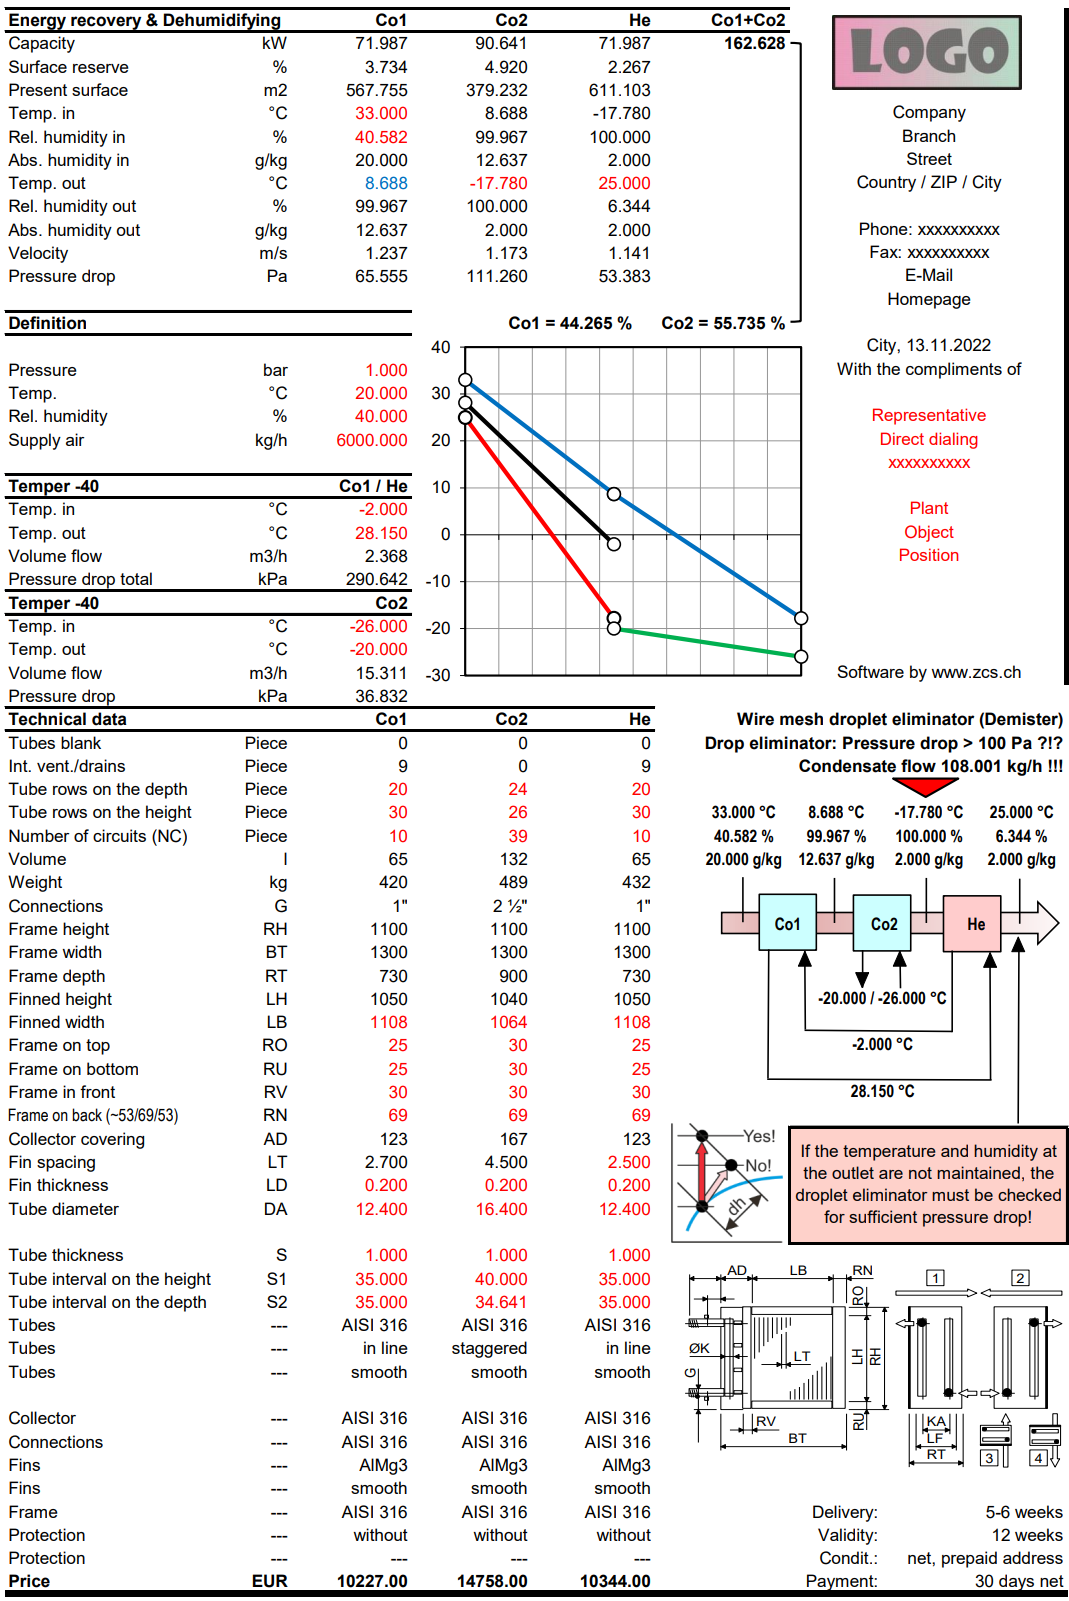 Energy recovery & Dehumidifying Co1 Co2 He Co1+Co2
Capacity kW 71.987 90.641 71.987 162.628
Surface reserve % 3.734 4.920 2.267
Present surface m2 567.755 379.232 611.103
Temp. in °C 33.000 8.688 -17.780
Rel. humidity in % 40.582 99.967 100.000
Abs. humidity in g/kg 20.000 12.637 2.000
Temp. out °C 8.688 -17.780 25.000
Rel. humidity out % 99.967 100.000 6.344
Abs. humidity out g/kg 12.637 2.000 2.000
Velocity m/s 1.237 1.173 1.141
Pressure drop Pa 65.555 111.260 53.383
LOGO
Company
Branch
Street
Country / ZIP / City
Phone: xxxxxxxxxx
Fax: xxxxxxxxxx
E-Mail
Homepage
City, 13.11.2022
With the compliments of
Representative
Direct dialing
xxxxxxxxxx
Plant
Object
Position
Software by www.zcs.ch
Definition
Pressure bar 1.000
Temp. °C 20.000
Rel. humidity % 40.000
Supply air kg/h 6000.000
Temper -40 Co1 / He
Temp. in °C -2.000
Temp. out °C 28.150
Volume flow m3/h 2.368
Pressure drop total kPa 290.642
Temper -40 Co2
Temp. in °C -26.000
Temp. out °C -20.000
Volume flow m3/h 15.311
Pressure drop kPa 36.832
Co1 = 44.265 % Co2 = 55.735 %
40
30
20
10
0
-10
-20
-30
Technical data Co1 Co2 He
Tubes blank Piece 0 0 0
Int. vent./drains Piece 9 0 9
Tube rows on the depth Piece 20 24 20
Tube rows on the height Piece 30 26 30
Number of circuits (NC) Piece 10 39 10
Volume l 65 132 65
Weight kg 420 489 432
Connections G 1" 2 ½" 1"
Frame height RH 1100 1100 1100
Frame width BT 1300 1300 1300
Frame depth RT 730 900 730
Finned height LH 1050 1040 1050
Finned width LB 1108 1064 1108
Frame on top RO 25 30 25
Frame on bottom RU 25 30 25
Frame in front RV 30 30 30
Frame on back (~53/69/53) RN 69 69 69
Collector covering AD 123 167 123
Fin spacing LT 2.700 4.500 2.500
Fin thickness LD 0.200 0.200 0.200
Tube diameter DA 12.400 16.400 12.400
Tube thickness S 1.000 1.000 1.000
Tube interval on the height S1 35.000 40.000 35.000
Tube interval on the depth S2 35.000 34.641 35.000
Tubes --- AISI 316 AISI 316 AISI 316
Tubes --- in line staggered in line
Tubes --- smooth smooth smooth
Collector --- AISI 316 AISI 316 AISI 316
Connections --- AISI 316 AISI 316 AISI 316
Fins --- AlMg3 AlMg3 AlMg3
Fins --- smooth smooth smooth
Frame --- AISI 316 AISI 316 AISI 316
Protection --- without without without
Protection --- --- --- ---
Price EUR 10227.00 14758.00 10344.00
Wire mesh droplet eliminator (Demister)
Drop eliminator: Pressure drop > 100 Pa ?!?
Condensate flow 108.001 kg/h !!!
33.000 °C 8.688 °C -17.780 °C 25.000 °C
40.582 % 99.967 % 100.000 % 6.344 %
20.000 g/kg 12.637 g/kg 2.000 g/kg 2.000 g/kg
Co1 Co2 He
-20.000 / -26.000 °C
-2.000 °C
28.150 °C
Yes!
No!
dh
If the temperature and humidity at
the outlet are not maintained, the
droplet eliminator must be checked
for sufficient pressure drop!
AD LB RN 1 2
RO
ØK LT LH RH
G
RV RU KA
BT LF
RT 3 4
Delivery: 5-6 weeks
Validity: 12 weeks
Condit.: net, prepaid address
Payment: 30 days net